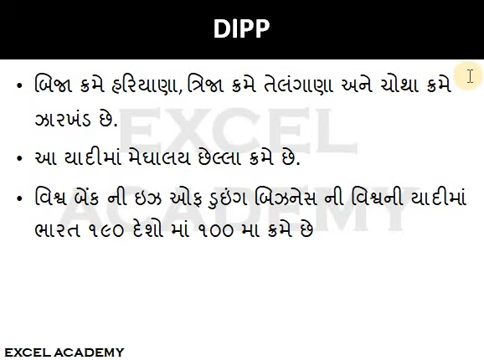 DIPP
• બિજા ક્રમે હરિયાણા, ત્રિજા ક્રમે તેલંગાણા અને ચોથા ક્રમે
ઝારખંડ છે.
• આ યાદીમાં મેઘાલય છેલ્લા ક્રમે છે.
• વિશ્વ બેંક ની ઇઝ ઓફ ડુઇંગ બિઝનેસ ની વિશ્વની યાદીમાં
ભારત ૧૯૦ દેશો માં ૧૦૦ મા ક્રમે છે
EXCEL
ACADEMY
EXCEL ACADEMY